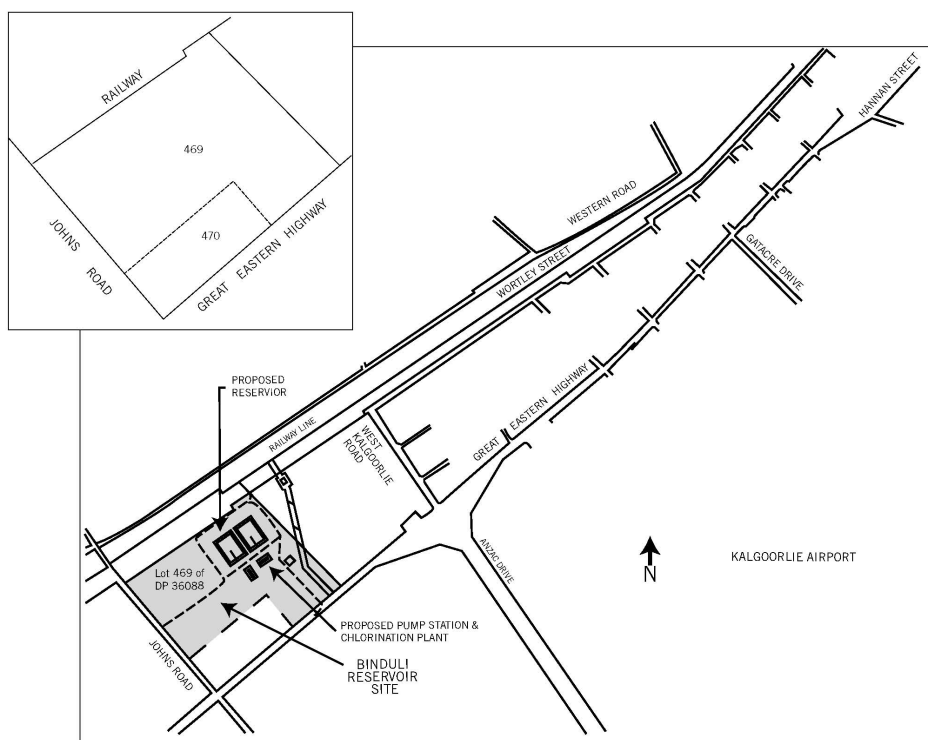 RAILWAY
469
470
JOHNS
ROAD
GREAT EASTERN HIGHWAY
HANNAN STREET
WESTERN ROAD
WORTLEY STREET
GATACRE DRIVE
PROPOSED
RESERVIOR
RAILWAY LINE
WEST
KALGOORLIE
ROAD
GREAT EASTERN HIGHWAY
ANZAC DRIVE
N
KALGOORLIE AIRPORT
Lot 469 of
DP 36088
JOHNS ROAD
PROPOSED PUMP STATION &
CHLORINATION PLANT
BINDULI
RESERVOIR
SITE